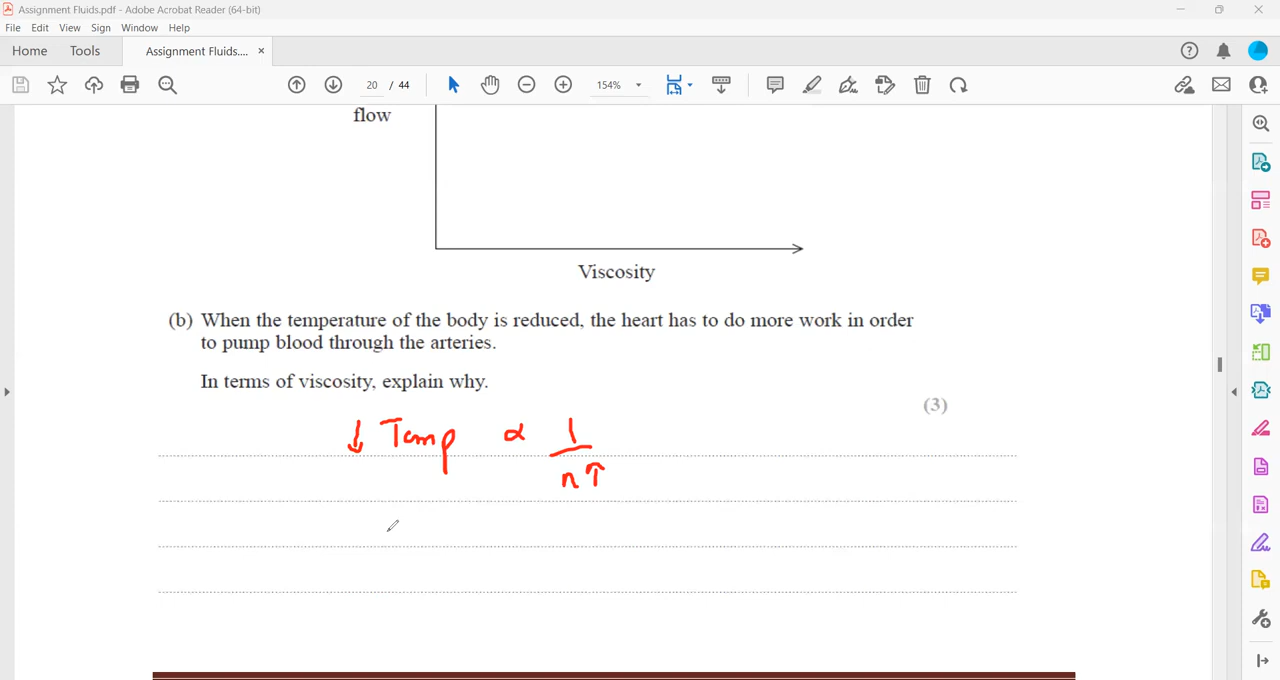 Assignment Fluids.pdf - Adobe Acrobat Reader (64-bit)
File Edit View Sign Window Help
Home Tools Assignment Fluids.... ×
20 / 44 154%
flow
Viscosity
(b) When the temperature of the body is reduced, the heart has to do more work in order
to pump blood through the arteries.
In terms of viscosity, explain why.
(3)
↓ Temp ∝ 1
n↑